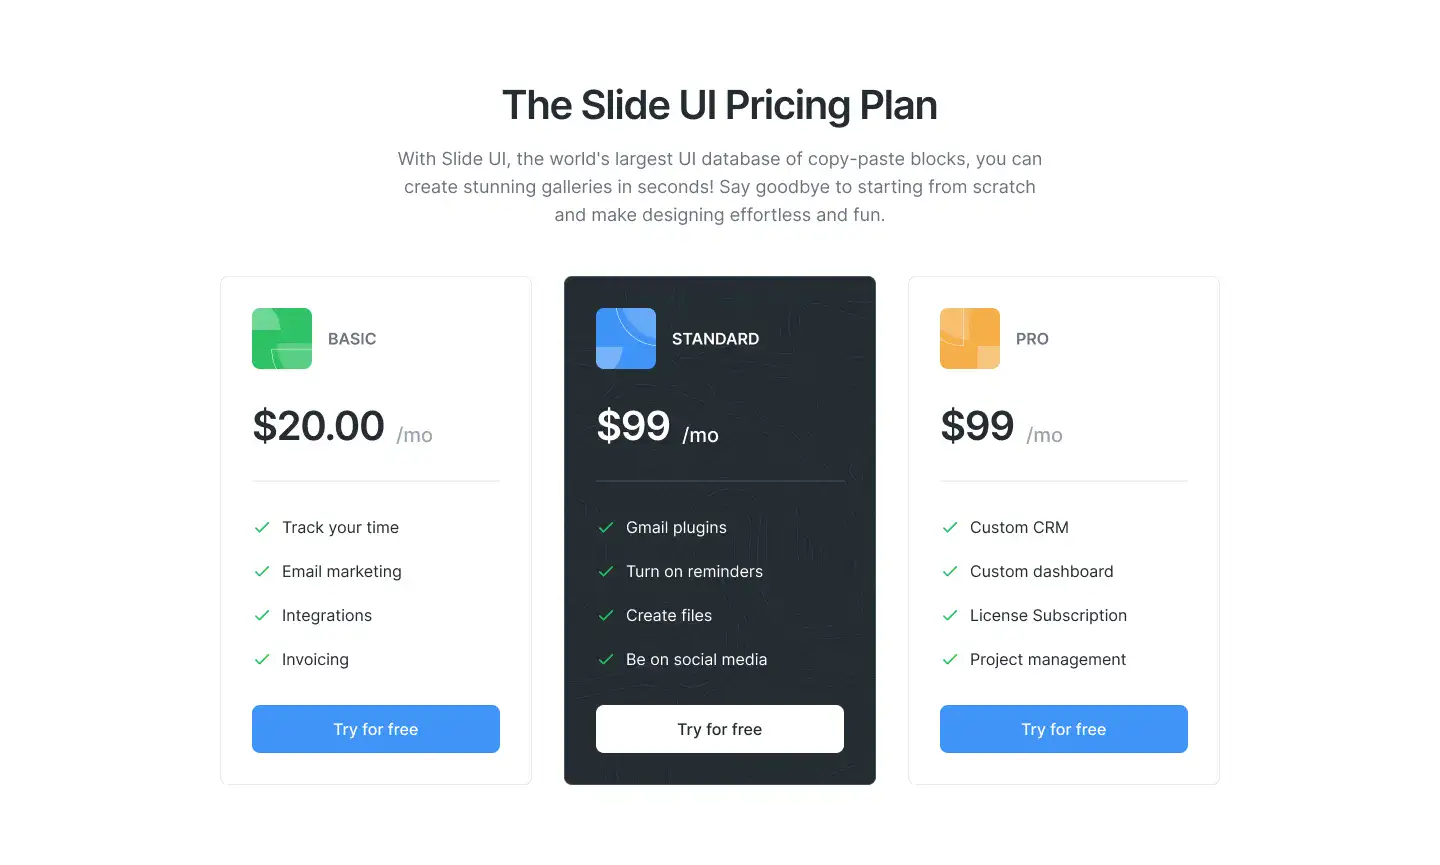 The Slide UI Pricing Plan
With Slide UI, the world's largest UI database of copy-paste blocks, you can
create stunning galleries in seconds! Say goodbye to starting from scratch
and make designing effortless and fun.
BASIC
$20.00 /mo
Track your time
Email marketing
Integrations
Invoicing
Try for free
STANDARD
$99 /mo
Gmail plugins
Turn on reminders
Create files
Be on social media
Try for free
PRO
$99 /mo
Custom CRM
Custom dashboard
License Subscription
Project management
Try for free